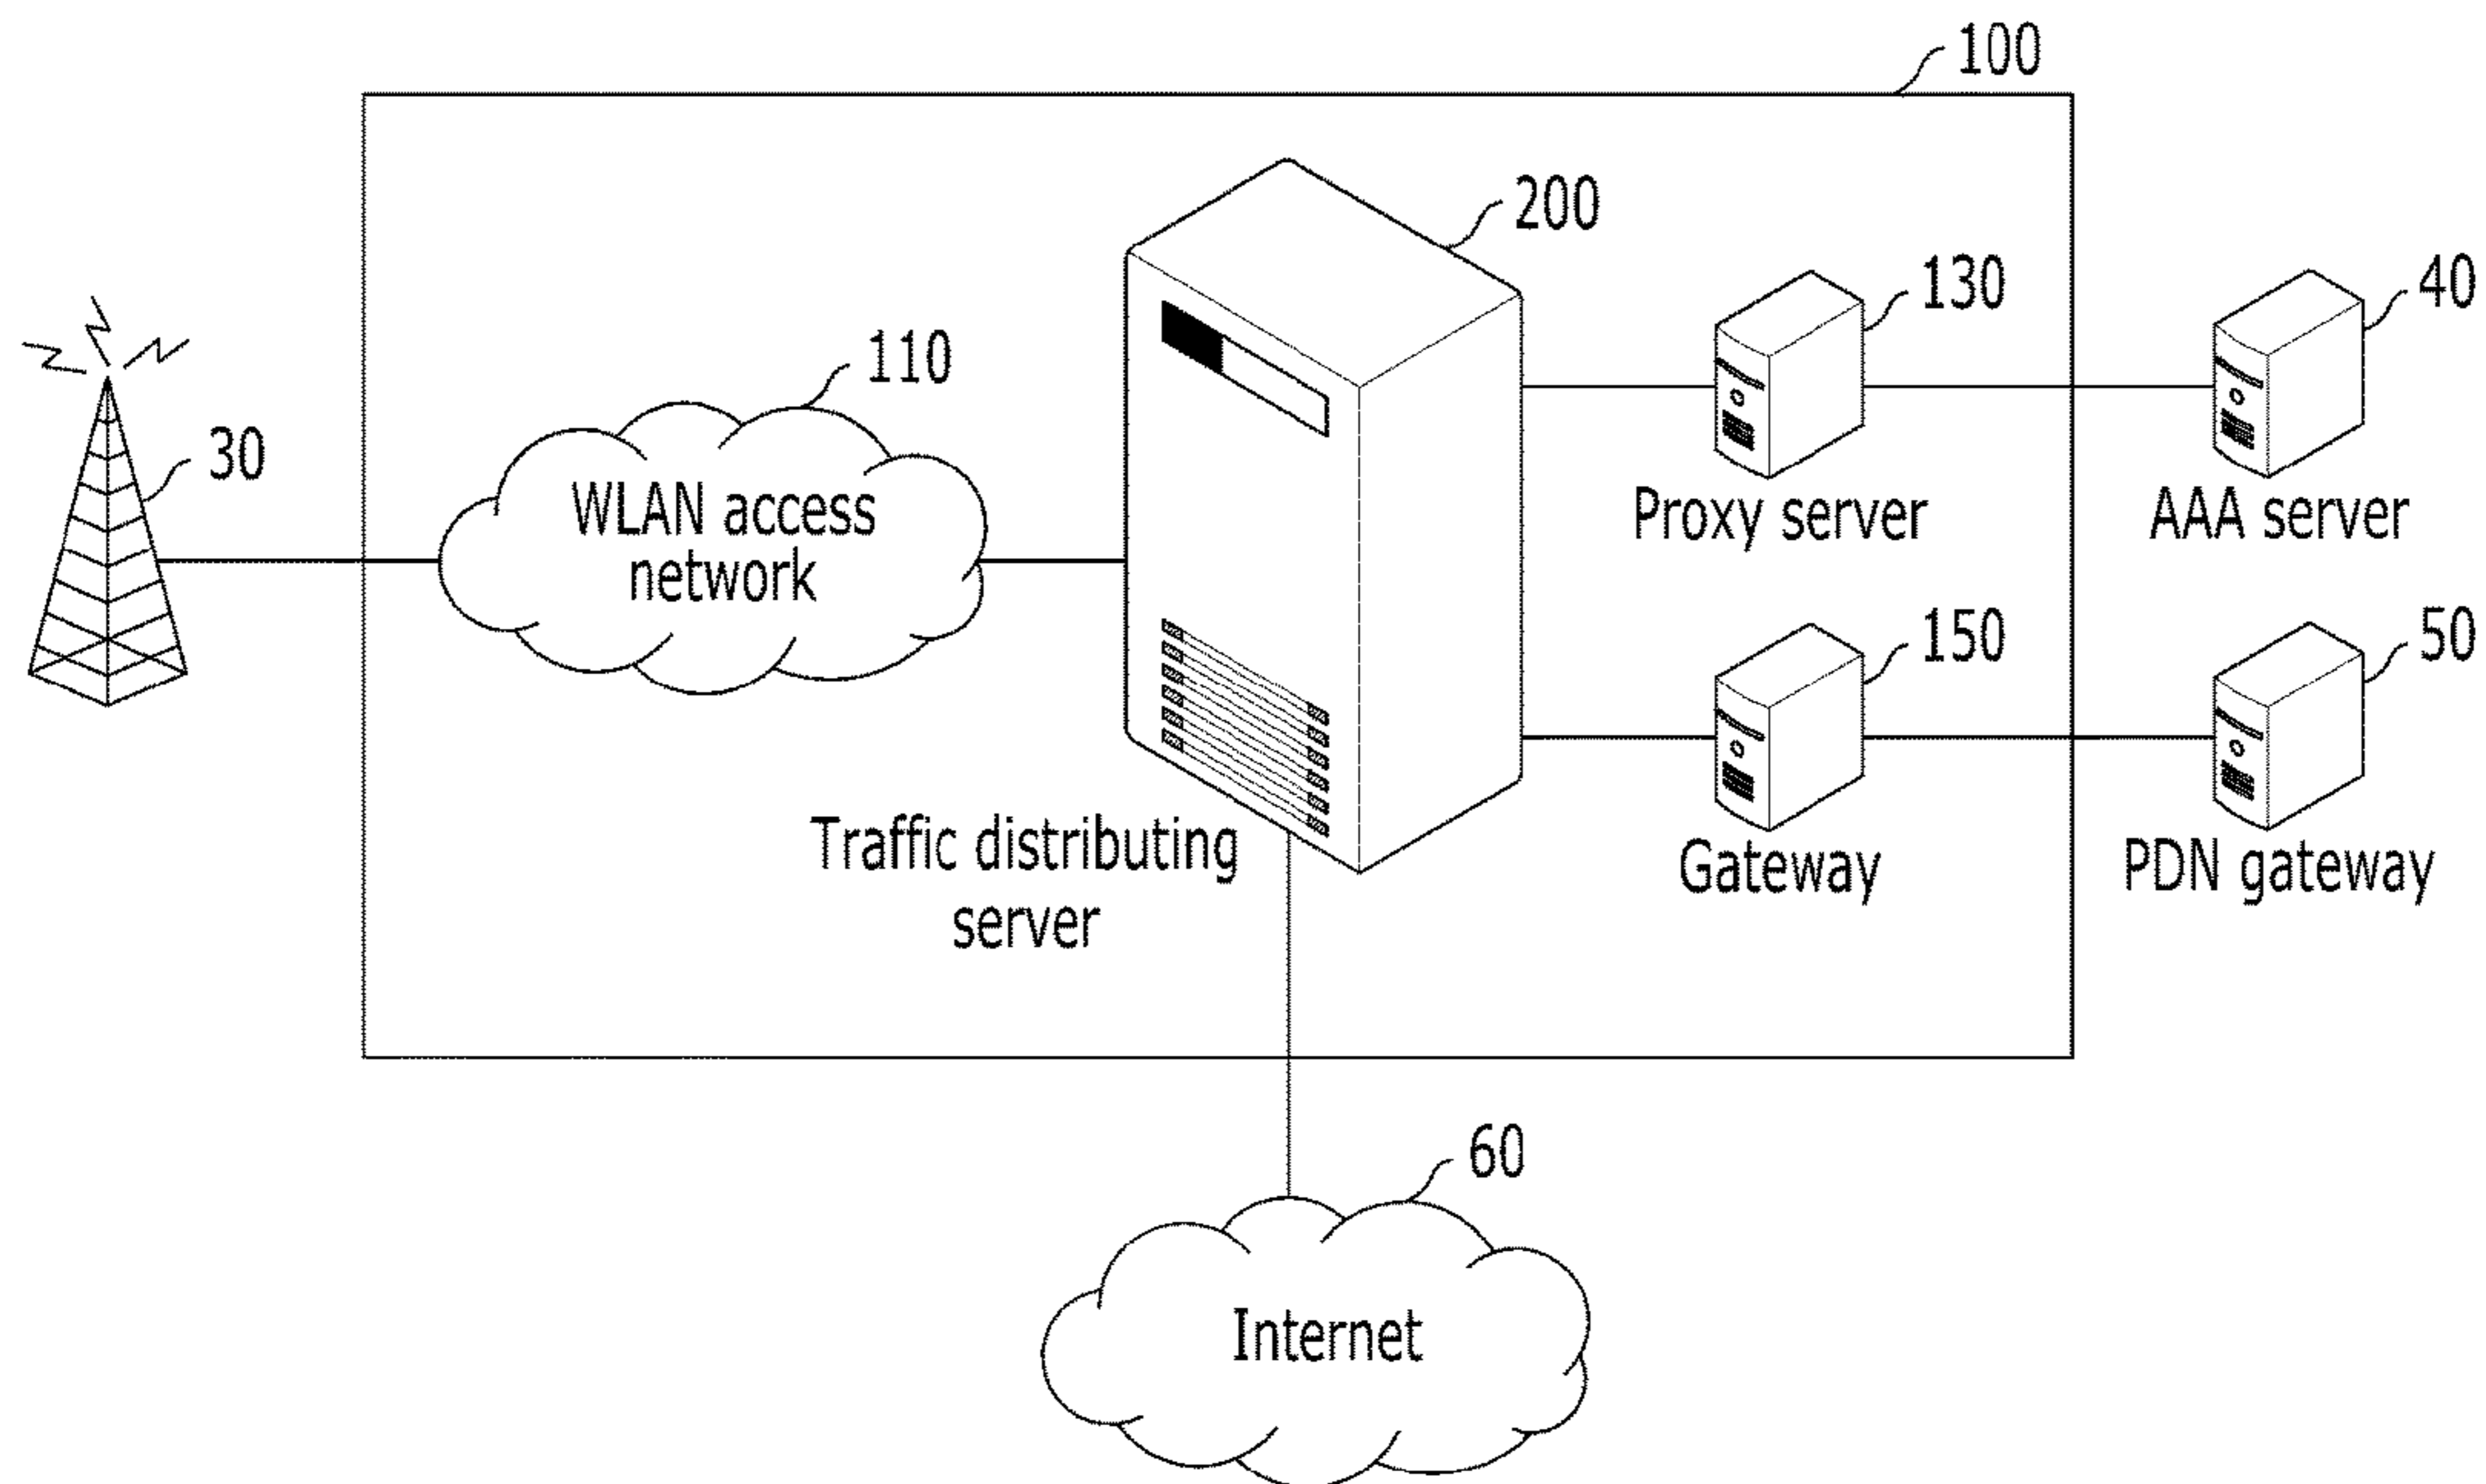 100
200
130
40
110
30
WLAN access
network
Proxy server
AAA server
150
50
Traffic distributing
server
Gateway
PDN gateway
60
Internet